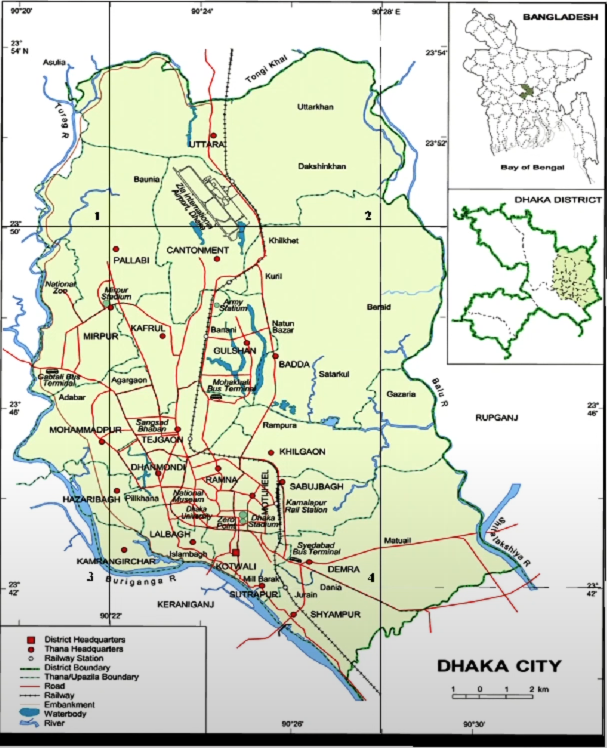 90°20'
90°24'
90°28' E
23°
54' N
Asulia
Tongi Khal
23°54'
BANGLADESH
Turag R
Uttarkhan
UTTARA
23°52'
Dakshinkhan
Bay of Bengal
Baunia
Zia International
Airport Dhaka
DHAKA DISTRICT
1
2
23°
50'
Khilkhet
CANTONMENT
PALLABI
Kuril
National
Zoo
Mirpur
Stadium
Army
Statium
Beraid
KAFRUL
Banani
Natun
Bazar
MIRPUR
GULSHAN
BADDA
Gabtali Bus
Terminal
Agargaon
Mohakhali
Bus Terminal
Satarkul
Balu R
Adabar
Gazaria
23°
48'
23°
46'
RUPGANJ
MOHAMMADPUR
Sangsad
Bhaban
TEJGAON
Rampura
KHILGAON
DHANMONDI
RAMNA
SABUJBAGH
HAZARIBAGH
Pilkhana
National
Museum
MOTIJHEEL
Kamalapur
Rail Station
Dhaka
University
Zero
Point
Dhaka
Stadium
LALBAGH
Matuail
Islambagh
Syedabad
Bus Terminal
KAMRANGIRCHAR
KOTWALI
DEMRA
3
Buriganga R
4
Mill Barak
Dania
23°
42'
23°
42'
SUTRAPUR
Jurain
KERANIGANJ
SHYAMPUR
90°22'
District Headquarters
Thana Headquarters
Railway Station
District Boundary
Thana/Upazila Boundary
Road
Railway
Embankment
Waterbody
River
DHAKA CITY
1 0 1 2 km
90°26'
90°30'